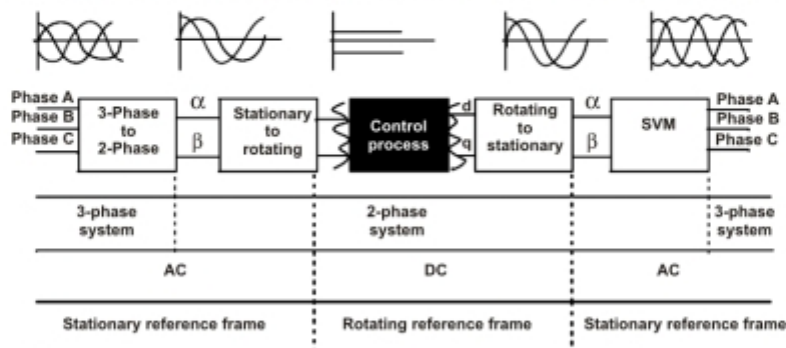 Phase A
Phase B
Phase C
3-Phase
to
2-Phase
α
β
Stationary
to
rotating
Control
process
d
q
Rotating
to
stationary
α
β
SVM
Phase A
Phase B
Phase C
3-phase
system
2-phase
system
3-phase
system
AC
DC
AC
Stationary reference frame
Rotating reference frame
Stationary reference frame